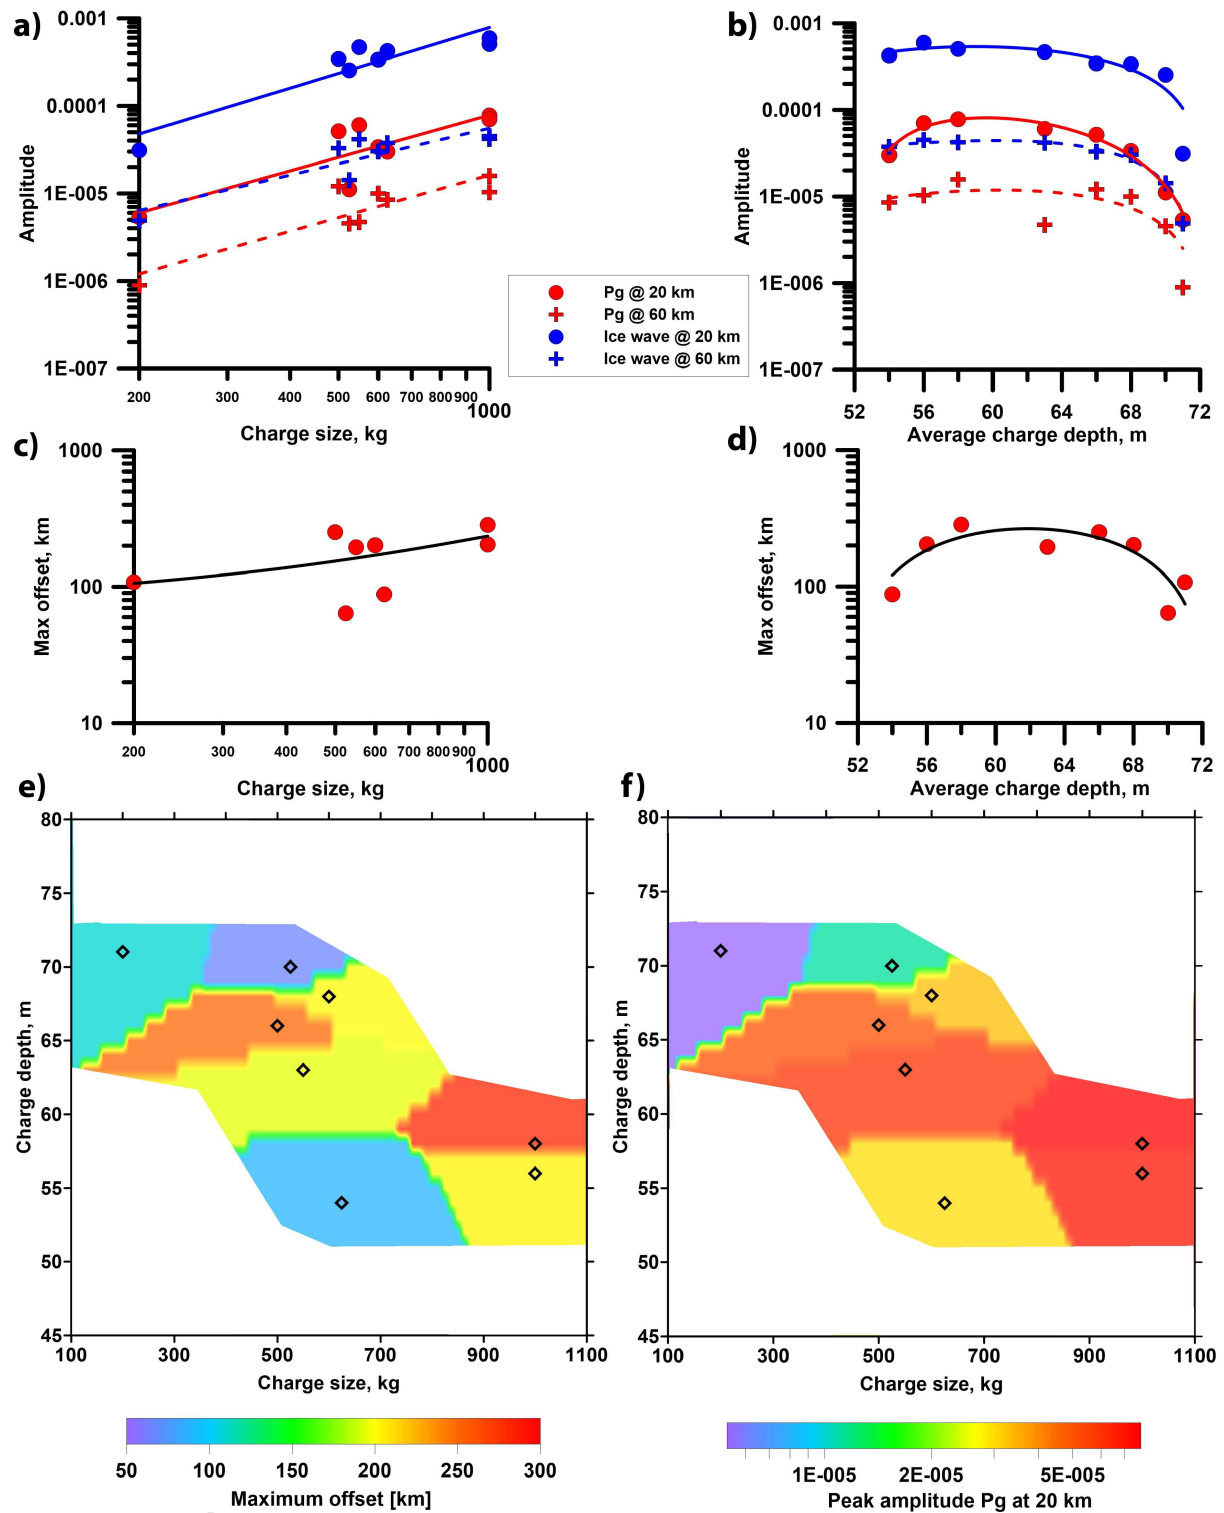 a)
0.001
0.0001
1E-005
1E-006
1E-007
Amplitude
200 300 400 500 600 700 800 900 1000
Charge size, kg
b)
0.001
0.0001
1E-005
1E-006
1E-007
Amplitude
52 56 60 64 68 72
Average charge depth, m
Pg @ 20 km
Pg @ 60 km
Ice wave @ 20 km
Ice wave @ 60 km
c)
1000
100
10
Max offset, km
200 300 400 500 600 700 800 900 1000
Charge size, kg
d)
1000
100
10
Max offset, km
52 56 60 64 68 72
Average charge depth, m
e)
80
75
70
65
60
55
50
45
Charge depth, m
100 300 500 700 900 1100
Charge size, kg
50 100 150 200 250 300
Maximum offset [km]
f)
80
75
70
65
60
55
50
45
Charge depth, m
100 300 500 700 900 1100
Charge size, kg
1E-005 2E-005 5E-005
Peak amplitude Pg at 20 km